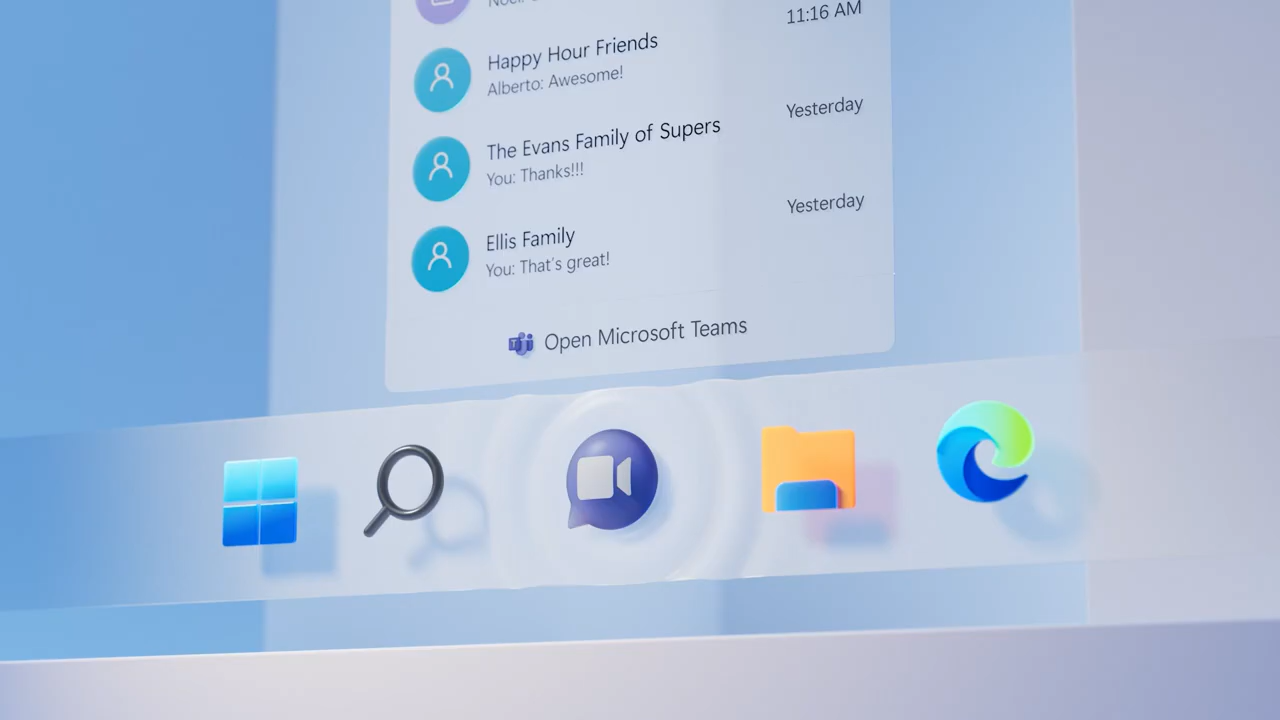 11:16 AM
Happy Hour Friends
Alberto: Awesome!
Yesterday
The Evans Family of Supers
You: Thanks!!!
Yesterday
Ellis Family
You: That's great!
Open Microsoft Teams